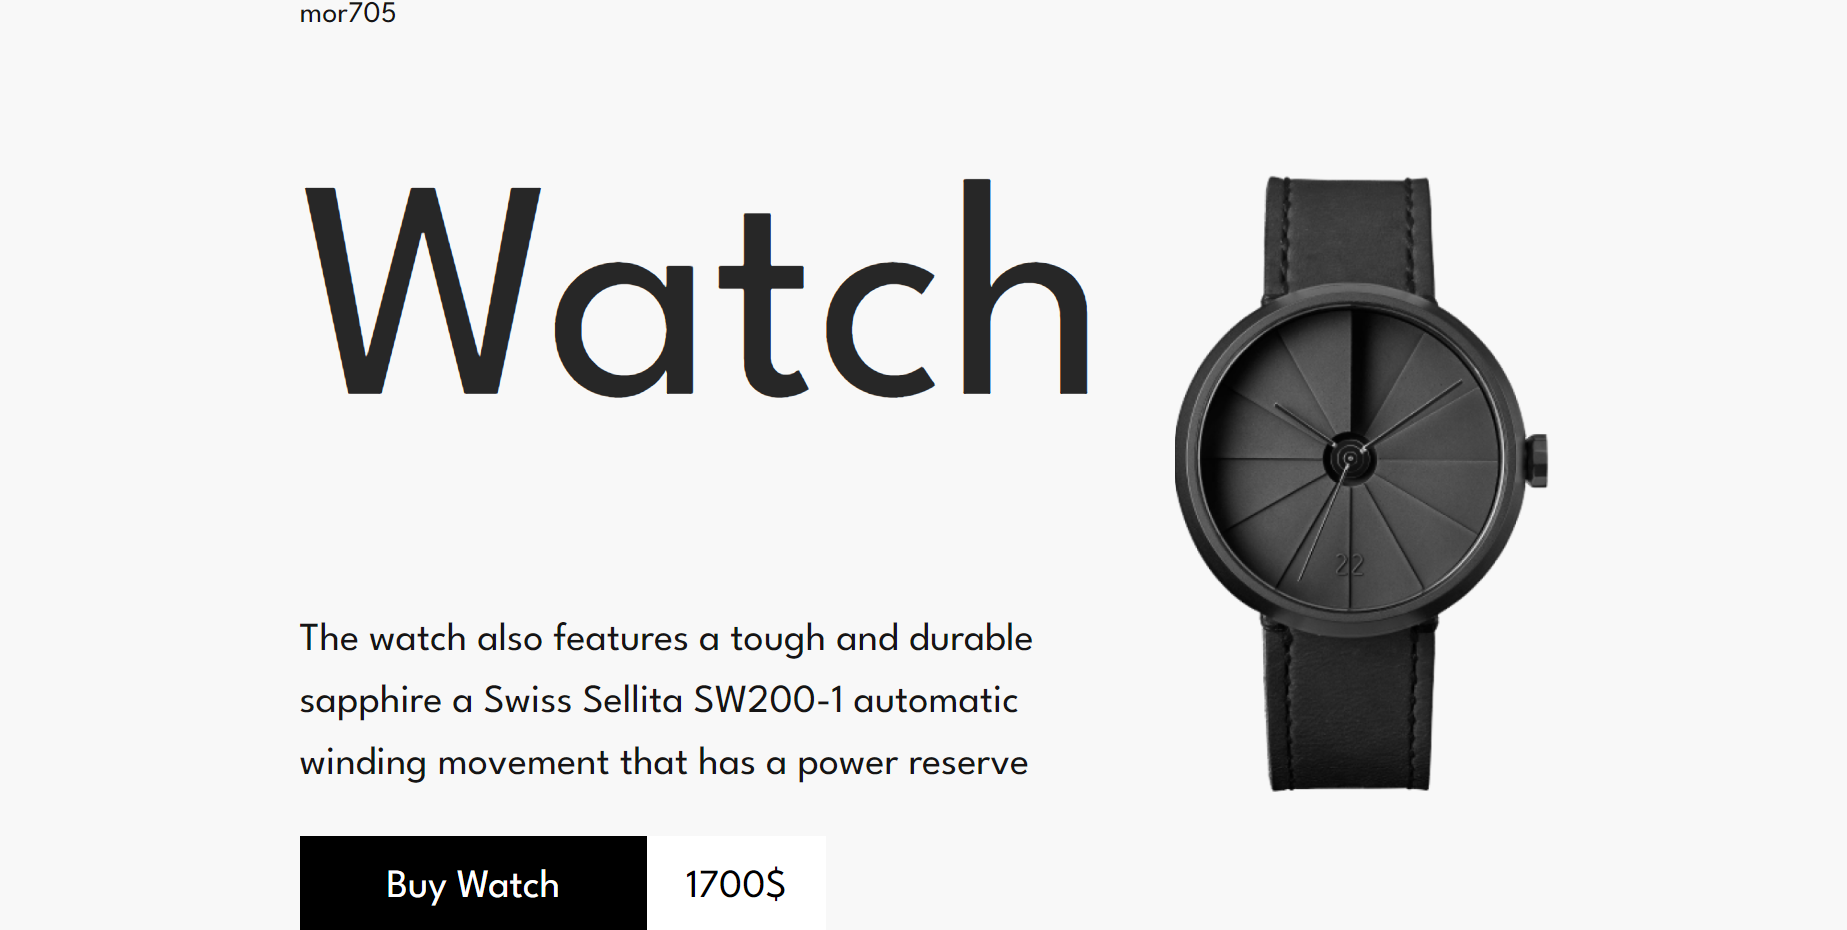 mor705
Watch
22
The watch also features a tough and durable
sapphire a Swiss Sellita SW200-1 automatic
winding movement that has a power reserve
Buy Watch
1700$